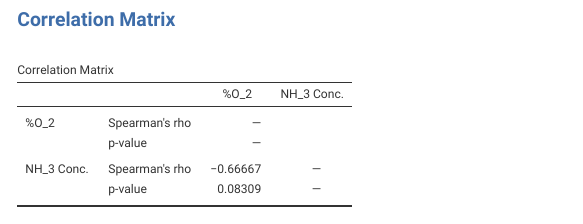 Correlation Matrix
Correlation Matrix
%O_2 NH_3 Conc.
%O_2 Spearman's rho —
p-value —
NH_3 Conc. Spearman's rho −0.66667 —
p-value 0.08309 —